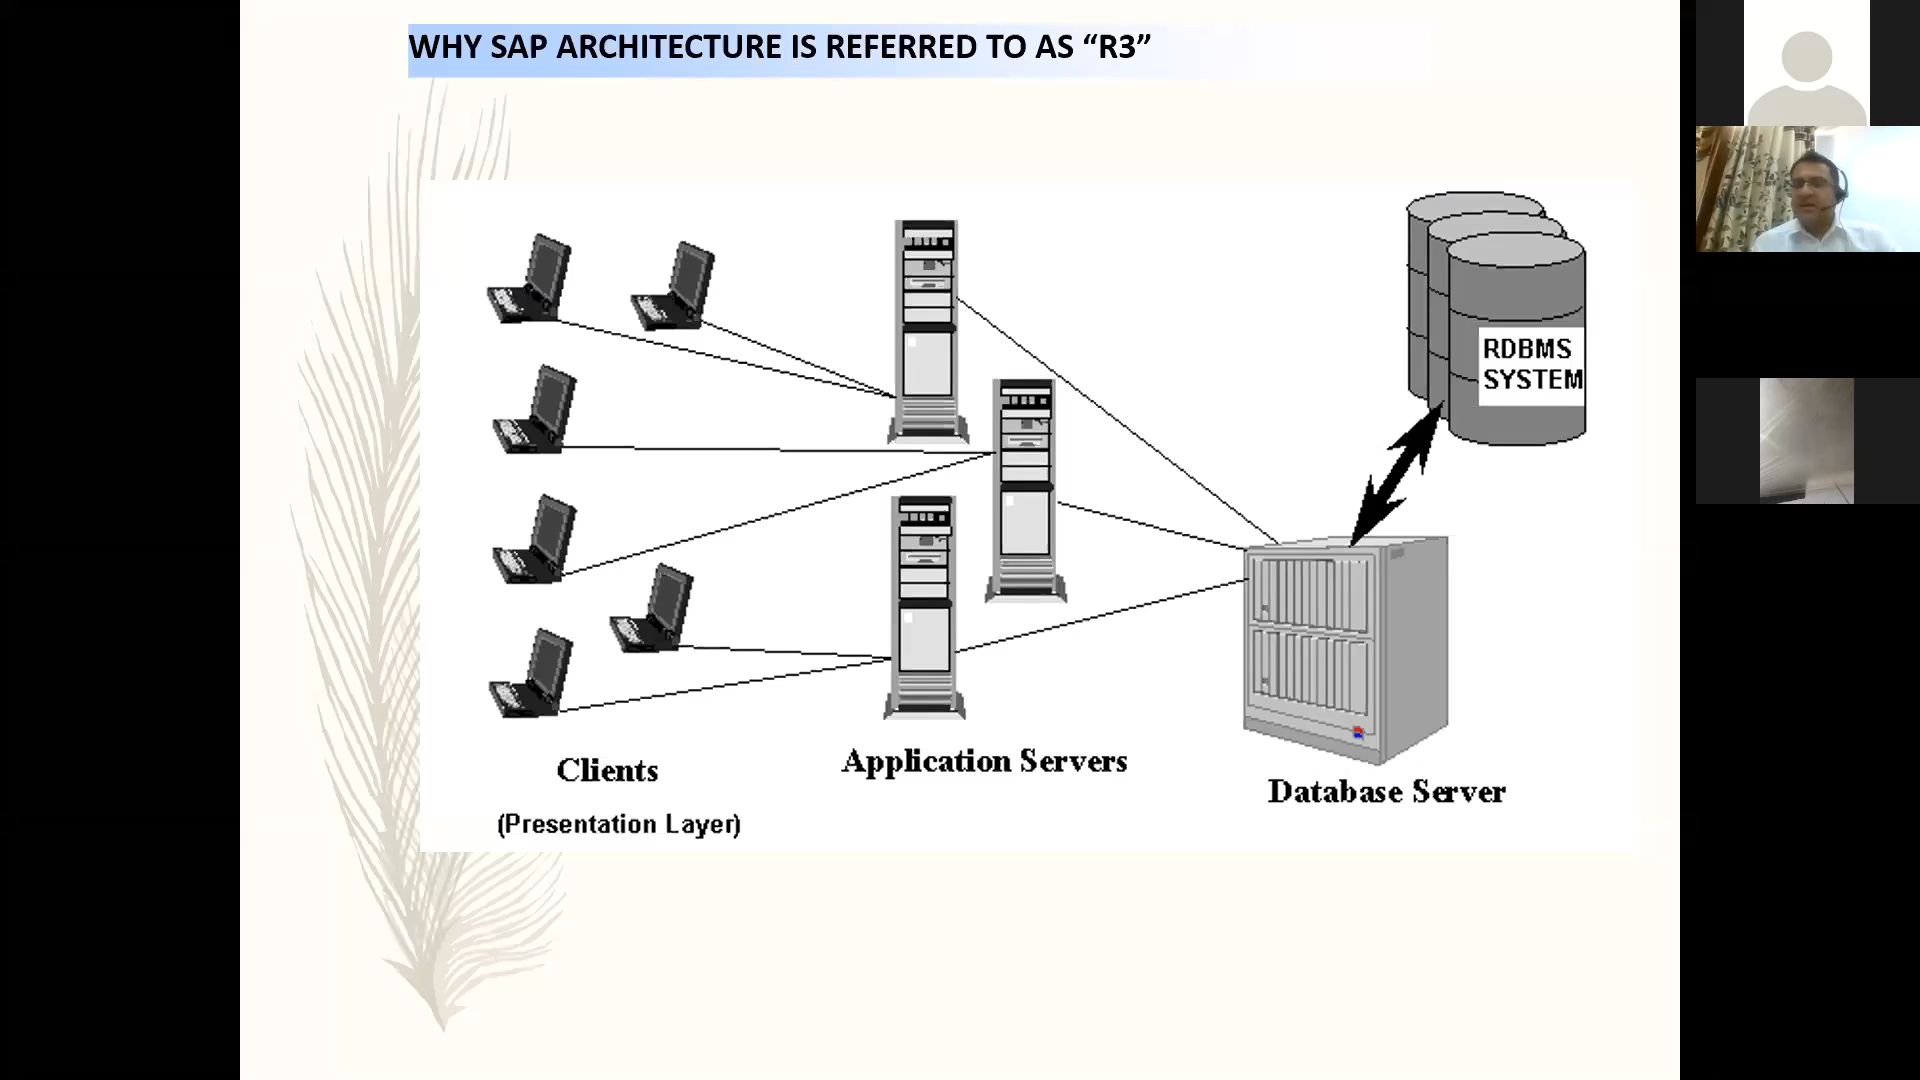 WHY SAP ARCHITECTURE IS REFERRED TO AS “R3”
RDBMS
SYSTEM
Clients
(Presentation Layer)
Application Servers
Database Server